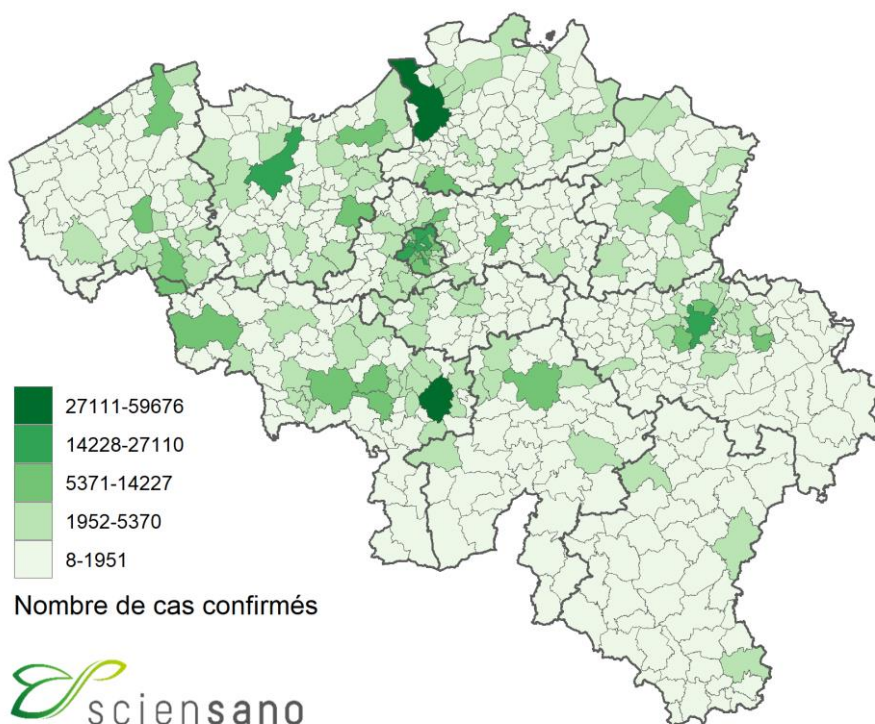 27111-59676
14228-27110
5371-14227
1952-5370
8-1951
Nombre de cas confirmés
sciensano